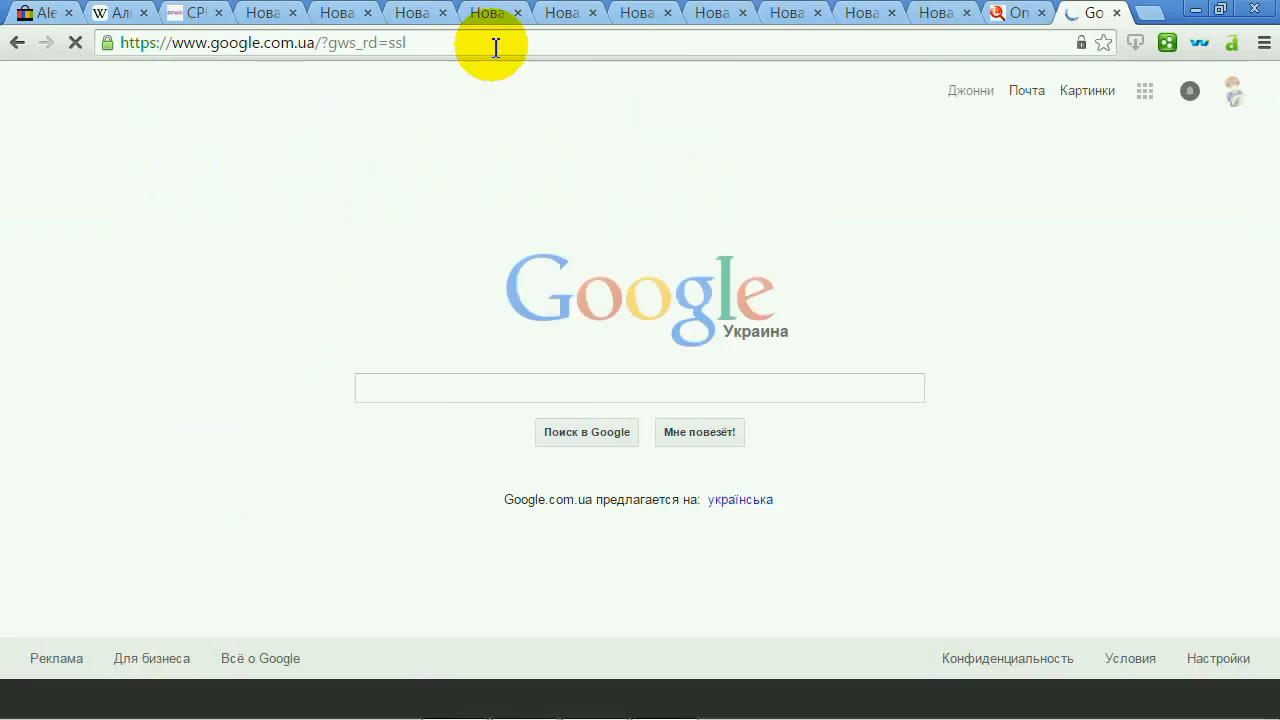 Ale Али CPI Нова Нова Нова Нова Нова Нова Нова Нова Нова Нова On Go
https://www.google.com.ua/?gws_rd=ssl
Джонни Почта Картинки
Google
Украина
Поиск в Google Мне повезёт!
Google.com.ua предлагается на: українська
Реклама Для бизнеса Всё о Google Конфиденциальность Условия Настройки